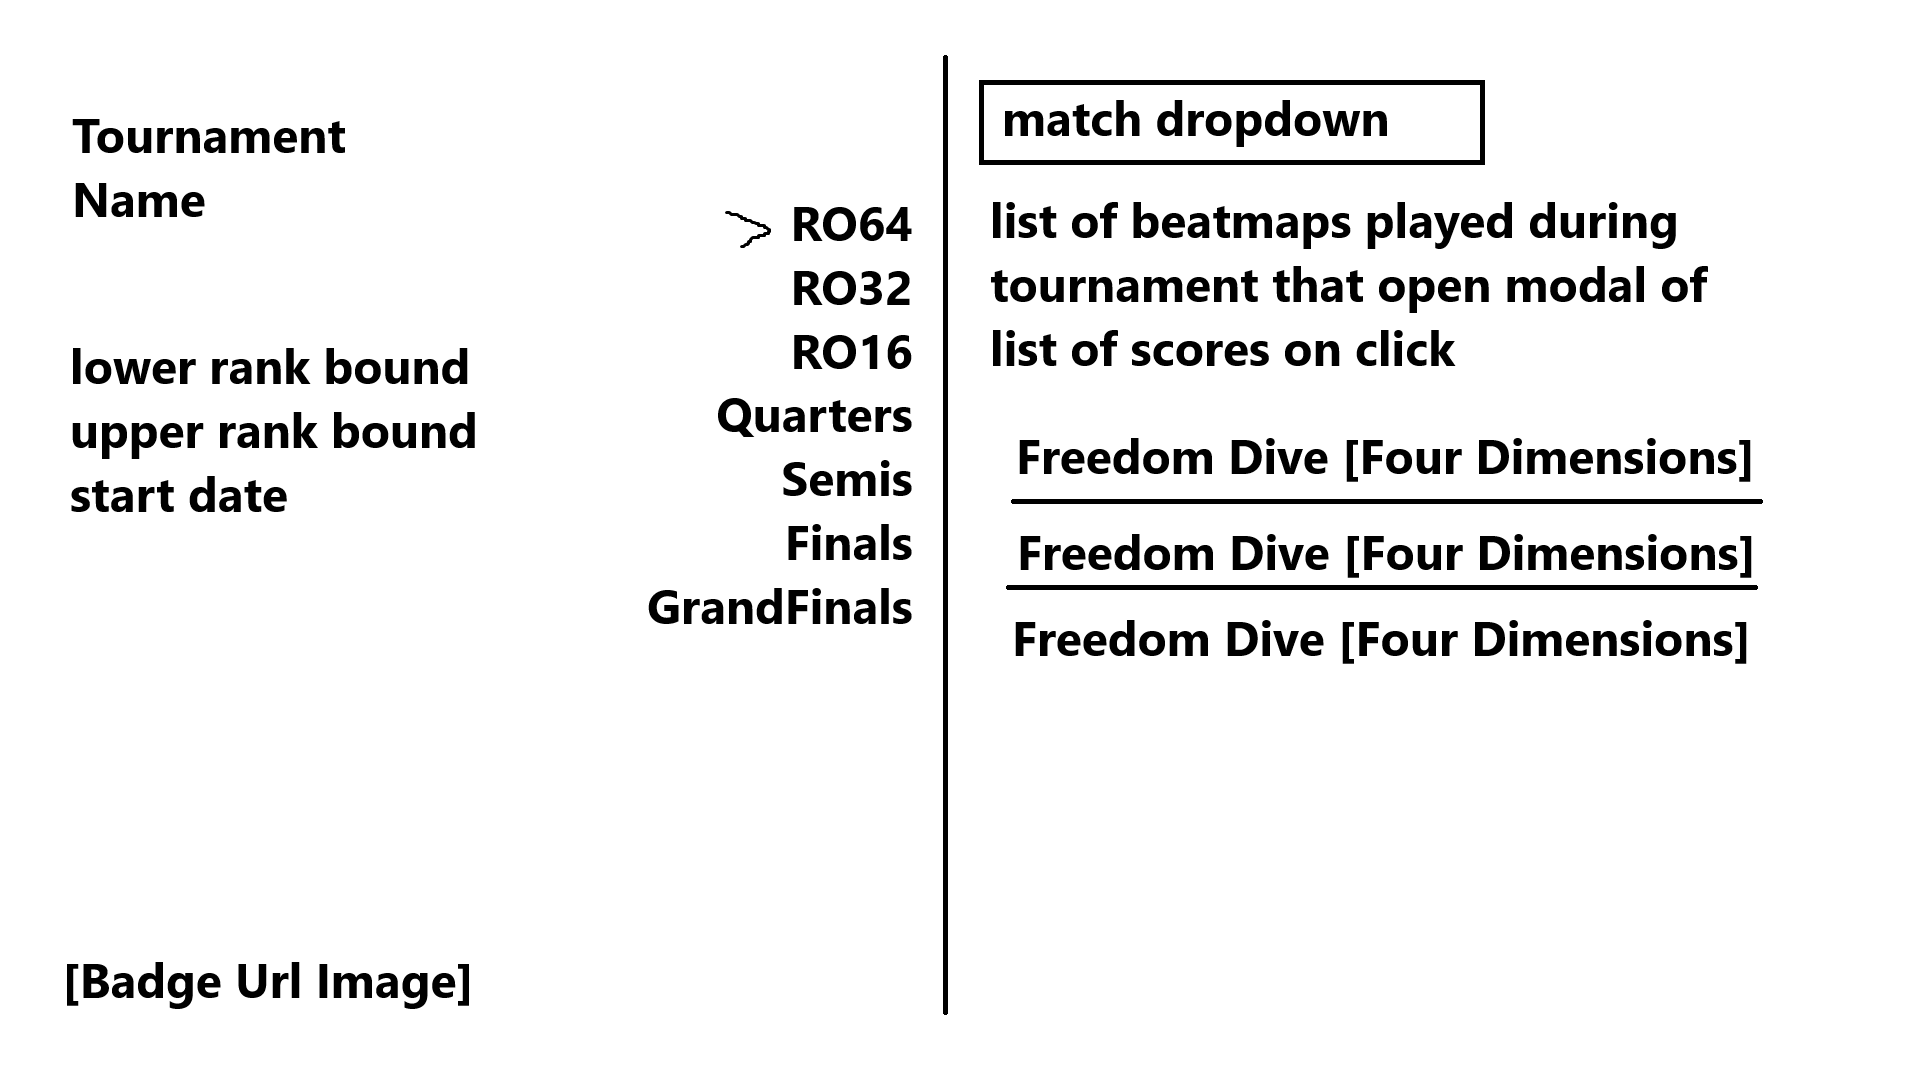 Tournament
Name
lower rank bound
upper rank bound
start date
[Badge Url Image]
> RO64
RO32
RO16
Quarters
Semis
Finals
GrandFinals
match dropdown
list of beatmaps played during
tournament that open modal of
list of scores on click
Freedom Dive [Four Dimensions]
Freedom Dive [Four Dimensions]
Freedom Dive [Four Dimensions]